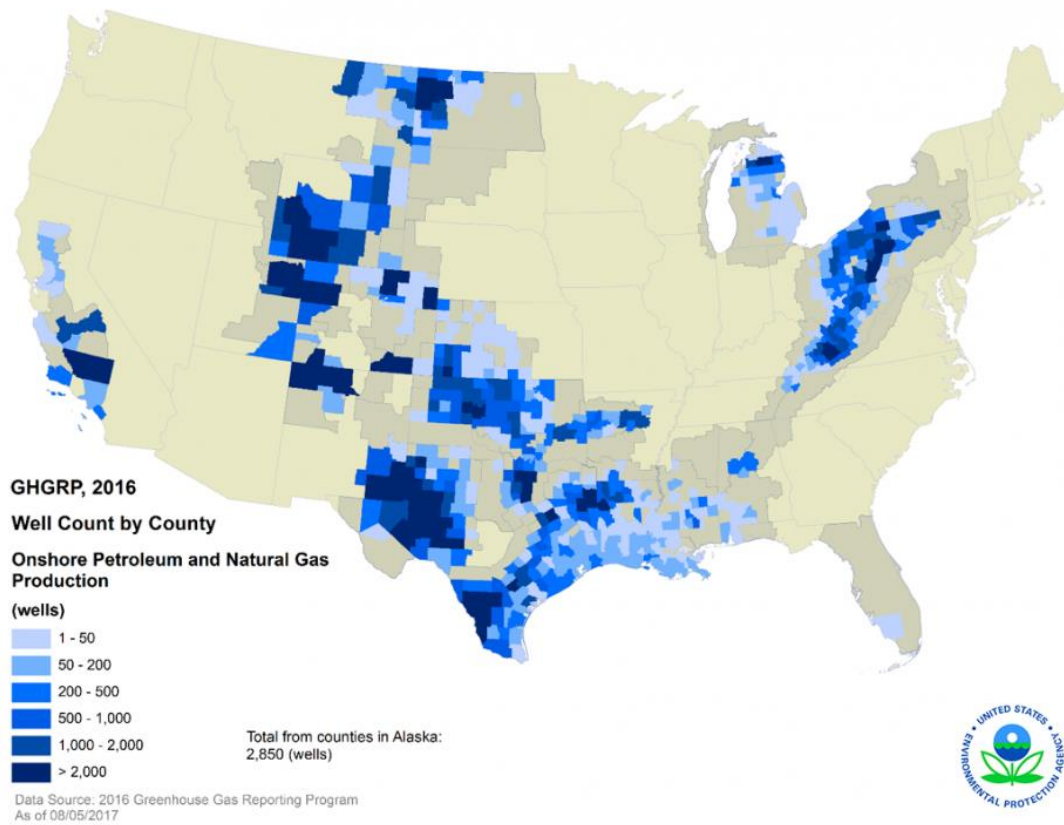 GHGRP, 2016
Well Count by County
Onshore Petroleum and Natural Gas
Production
(wells)
1 - 50
50 - 200
200 - 500
500 - 1,000
1,000 - 2,000
> 2,000
Total from counties in Alaska:
2,850 (wells)
Data Source: 2016 Greenhouse Gas Reporting Program
As of 08/05/2017
UNITED STATES
ENVIRONMENTAL PROTECTION AGENCY